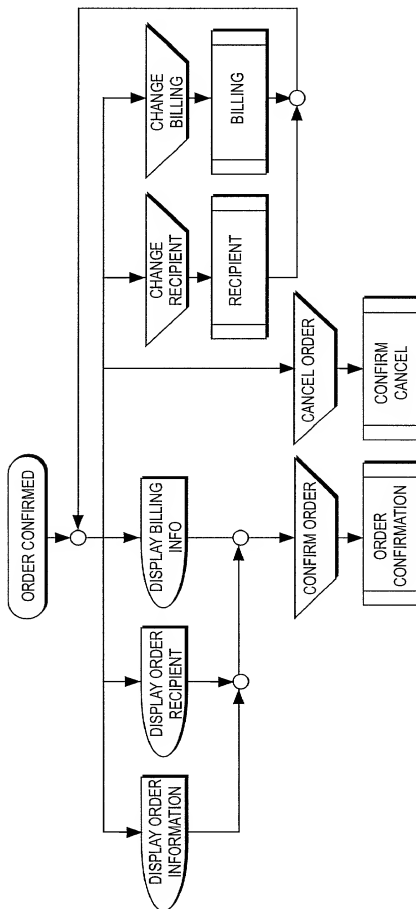 ORDER CONFIRMED
DISPLAY ORDER
INFORMATION
DISPLAY ORDER
RECIPIENT
DISPLAY BILLING
INFO
CHANGE
RECIPIENT
CHANGE
BILLING
RECIPIENT
BILLING
CONFIRM ORDER
CANCEL ORDER
ORDER
CONFIRMATION
CONFIRM
CANCEL